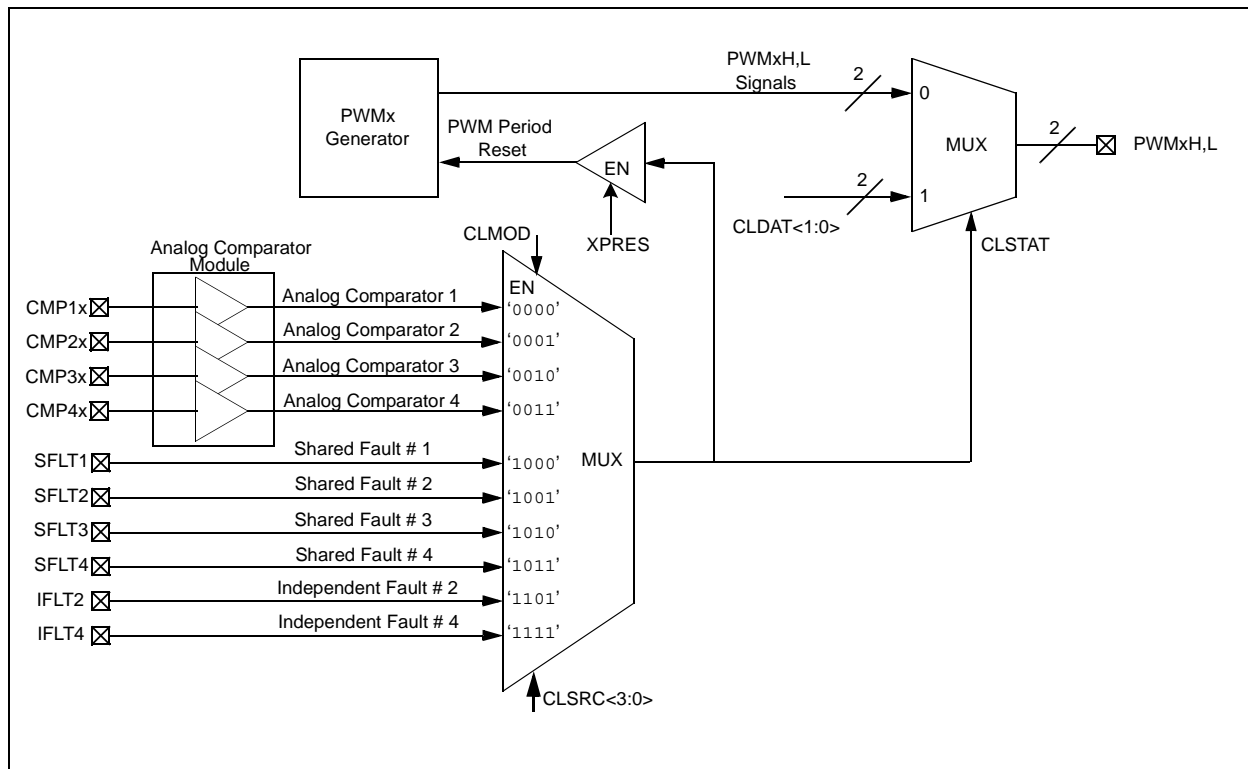 PWMxH,L
Signals
2
0
PWMx
Generator
PWM Period
Reset
MUX
2
PWMxH,L
EN
2
1
CLDAT<1:0>
XPRES
CLSTAT
CLMOD
Analog Comparator
Module
EN
CMP1x
Analog Comparator 1
‘0000’
CMP2x
Analog Comparator 2
‘0001’
CMP3x
Analog Comparator 3
‘0010’
CMP4x
Analog Comparator 4
‘0011’
SFLT1
Shared Fault # 1
‘1000’
MUX
SFLT2
Shared Fault # 2
‘1001’
SFLT3
Shared Fault # 3
‘1010’
SFLT4
Shared Fault # 4
‘1011’
IFLT2
Independent Fault # 2
‘1101’
IFLT4
Independent Fault # 4
‘1111’
CLSRC<3:0>